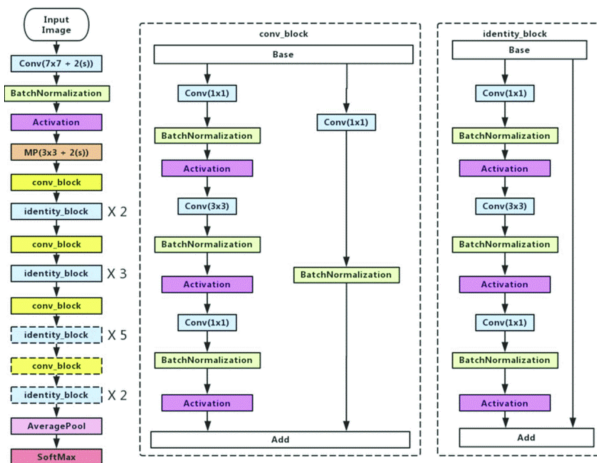 Input
Image
Conv(7x7 + 2(s))
BatchNormalization
Activation
MP(3x3 + 2(s))
conv_block
identity_block X 2
conv_block
identity_block X 3
conv_block
identity_block X 5
conv_block
identity_block X 2
AveragePool
SoftMax
conv_block
Base
Conv(1x1)
BatchNormalization
Activation
Conv(3x3)
BatchNormalization
Activation
Conv(1x1)
BatchNormalization
Activation
Conv(1x1)
BatchNormalization
Add
identity_block
Base
Conv(1x1)
BatchNormalization
Activation
Conv(3x3)
BatchNormalization
Activation
Conv(1x1)
BatchNormalization
Activation
Add